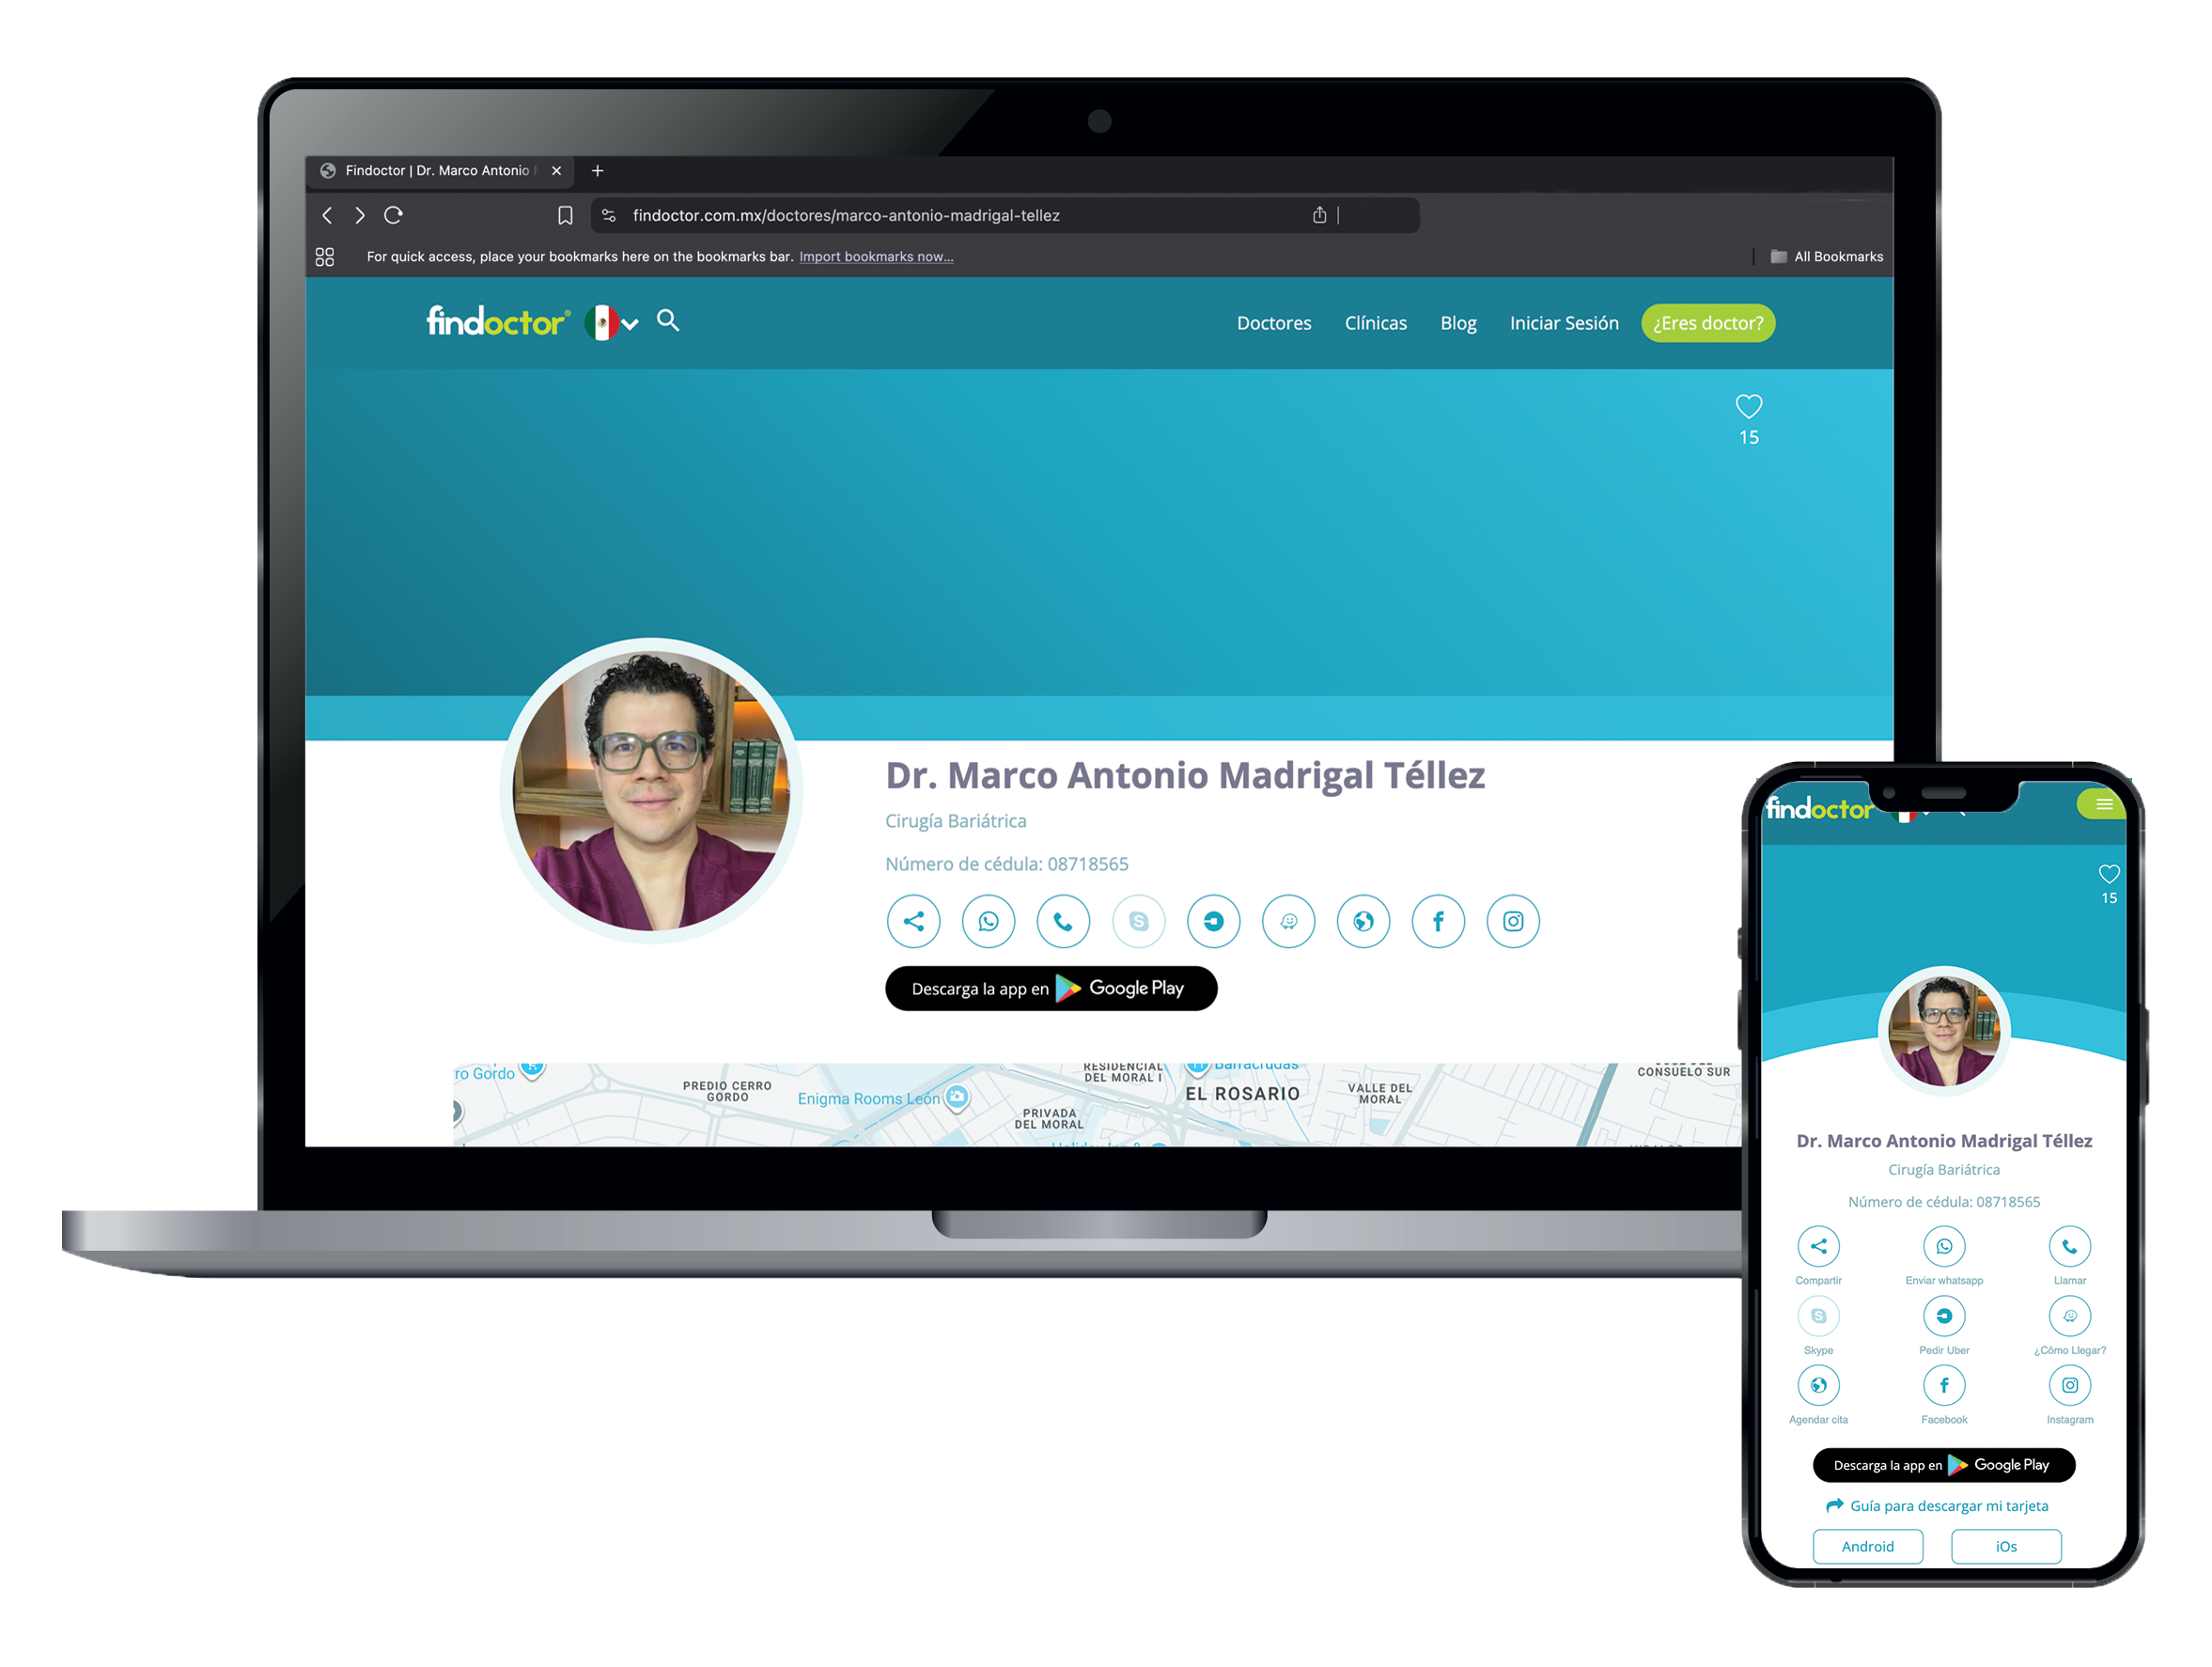 Findoctor | Dr. Marco Antonio
findoctor.com.mx/doctores/marco-antonio-madrigal-tellez
For quick access, place your bookmarks here on the bookmarks bar. Import bookmarks now...
All Bookmarks
findoctor®
Doctores Clínicas Blog Iniciar Sesión ¿Eres doctor?
15
Dr. Marco Antonio Madrigal Téllez
Cirugía Bariátrica
Número de cédula: 08718565
Descarga la app en Google Play
ro Gordo
PREDIO CERRO
GORDO
Enigma Rooms León
RESIDENCIAL
DEL MORAL I
PRIVADA
DEL MORAL
Barracudas
EL ROSARIO
VALLE DEL
MORAL
CONSUELO SUR
findoctor
15
Dr. Marco Antonio Madrigal Téllez
Cirugía Bariátrica
Número de cédula: 08718565
Compartir Enviar whatsapp Llamar
Skype Pedir Uber ¿Cómo Llegar?
Agendar cita Facebook Instagram
Descarga la app en Google Play
Guía para descargar mi tarjeta
Android iOs